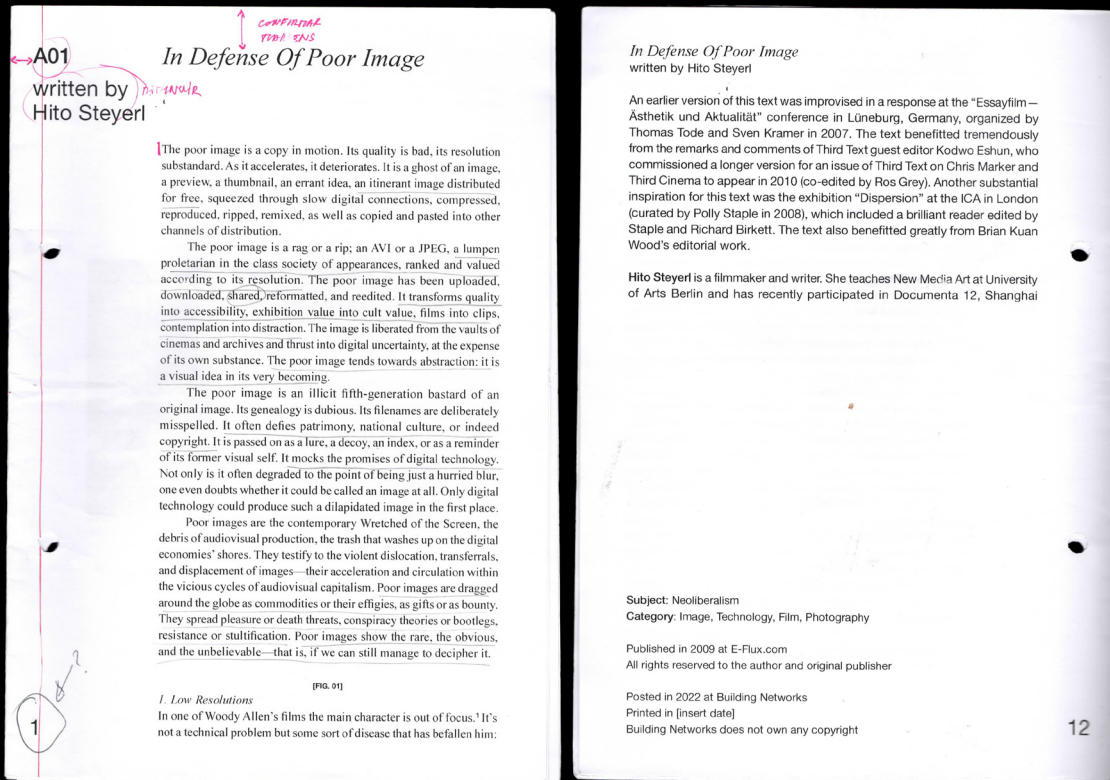 CONFIRMAR
A01
In Defense Of Poor Image
written by
Hito Steyerl
The poor image is a copy in motion. Its quality is bad, its resolution
substandard. As it accelerates, it deteriorates. It is a ghost of an image,
a preview, a thumbnail, an errant idea, an itinerant image distributed
for free, squeezed through slow digital connections, compressed,
reproduced, ripped, remixed, as well as copied and pasted into other
channels of distribution.
The poor image is a rag or a rip; an AVI or a JPEG, a lumpen
proletarian in the class society of appearances, ranked and valued
according to its resolution. The poor image has been uploaded,
downloaded, shared, reformatted, and reedited. It transforms quality
into accessibility, exhibition value into cult value, films into clips,
contemplation into distraction. The image is liberated from the vaults of
cinemas and archives and thrust into digital uncertainty, at the expense
of its own substance. The poor image tends towards abstraction: it is
a visual idea in its very becoming.
The poor image is an illicit fifth-generation bastard of an
original image. Its genealogy is dubious. Its filenames are deliberately
misspelled. It often defies patrimony, national culture, or indeed
copyright. It is passed on as a lure, a decoy, an index, or as a reminder
of its former visual self. It mocks the promises of digital technology.
Not only is it often degraded to the point of being just a hurried blur,
one even doubts whether it could be called an image at all. Only digital
technology could produce such a dilapidated image in the first place.
Poor images are the contemporary Wretched of the Screen, the
debris of audiovisual production, the trash that washes up on the digital
economies' shores. They testify to the violent dislocation, transferrals,
and displacement of images—their acceleration and circulation within
the vicious cycles of audiovisual capitalism. Poor images are dragged
around the globe as commodities or their effigies, as gifts or as bounty.
They spread pleasure or death threats, conspiracy theories or bootlegs,
resistance or stultification. Poor images show the rare, the obvious,
and the unbelievable—that is, if we can still manage to decipher it.
[FIG. 01]
1. Low Resolutions
In one of Woody Allen's films the main character is out of focus.¹ It's
not a technical problem but some sort of disease that has befallen him:
?
1
In Defense Of Poor Image
written by Hito Steyerl
An earlier version of this text was improvised in a response at the “Essayfilm—
Ästhetik und Aktualität” conference in Lüneburg, Germany, organized by
Thomas Tode and Sven Kramer in 2007. The text benefitted tremendously
from the remarks and comments of Third Text guest editor Kodwo Eshun, who
commissioned a longer version for an issue of Third Text on Chris Marker and
Third Cinema to appear in 2010 (co-edited by Ros Grey). Another substantial
inspiration for this text was the exhibition “Dispersion” at the ICA in London
(curated by Polly Staple in 2008), which included a brilliant reader edited by
Staple and Richard Birkett. The text also benefitted greatly from Brian Kuan
Wood's editorial work.
Hito Steyerl is a filmmaker and writer. She teaches New Media Art at University
of Arts Berlin and has recently participated in Documenta 12, Shanghai
Subject: Neoliberalism
Category: Image, Technology, Film, Photography
Published in 2009 at E-Flux.com
All rights reserved to the author and original publisher
Posted in 2022 at Building Networks
Printed in [insert date]
Building Networks does not own any copyright
12